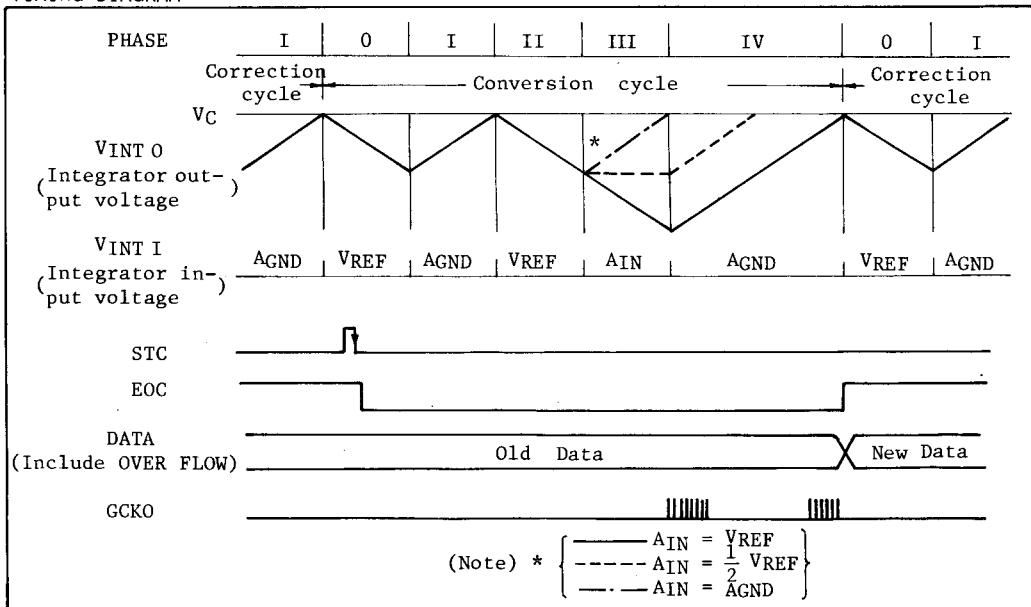 TIMING DIAGRAM
PHASE I O I II III IV O I
Correction cycle Conversion cycle Correction cycle
VC
*
VINT O
(Integrator out-
put voltage)
VINT I
(Integrator in-
put voltage)
AGND VREF AGND VREF AIN AGND VREF AGND
STC
EOC
DATA
(Include OVER FLOW)
Old Data New Data
GCKO
(Note) * AIN = VREF
AIN = 1/2 VREF
AIN = AGND